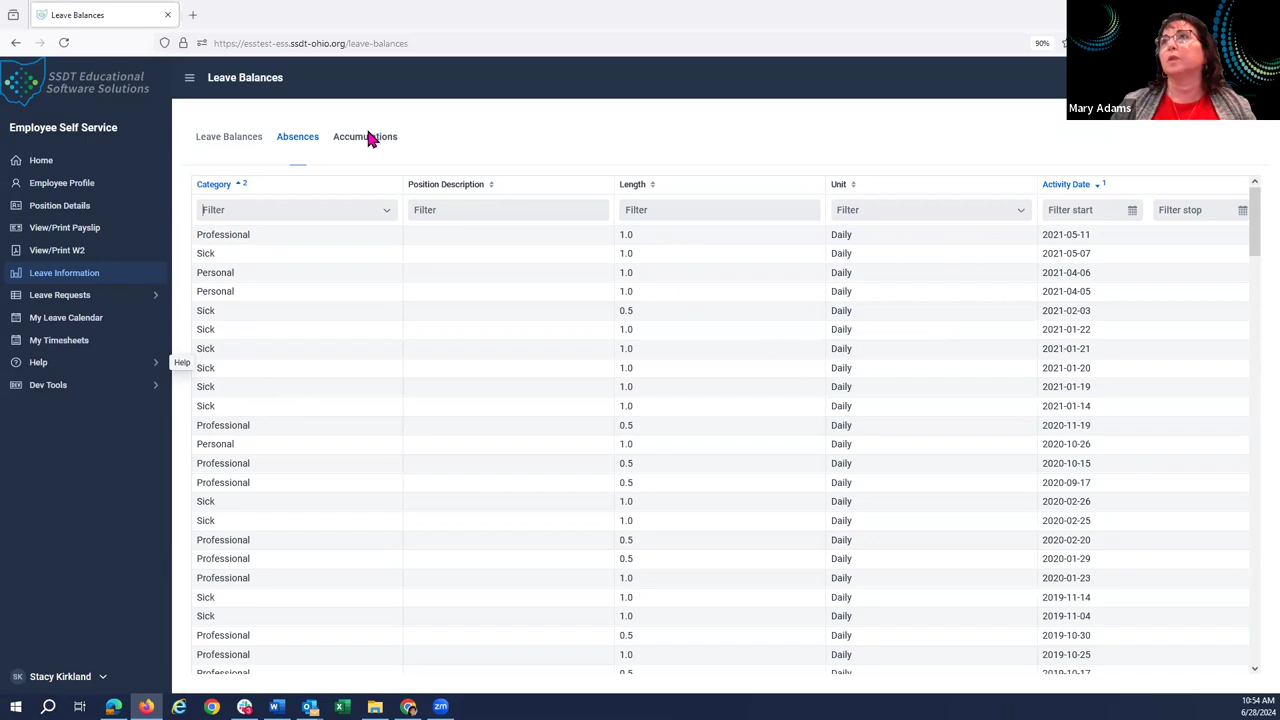 Leave Balances
https://esstest-ess.ssdt-ohio.org/leave/balances
90%
SSDT Educational
Software Solutions
Leave Balances
Mary Adams
Employee Self Service
Home
Employee Profile
Position Details
View/Print Payslip
View/Print W2
Leave Information
Leave Requests
My Leave Calendar
My Timesheets
Help
Dev Tools
Help
Leave Balances Absences Accumulations
Category 2 Position Description Length Unit Activity Date 1
Filter Filter Filter Filter Filter start Filter stop
Professional 1.0 Daily 2021-05-11
Sick 1.0 Daily 2021-05-07
Personal 1.0 Daily 2021-04-06
Personal 1.0 Daily 2021-04-05
Sick 0.5 Daily 2021-02-03
Sick 1.0 Daily 2021-01-22
Sick 1.0 Daily 2021-01-21
Sick 1.0 Daily 2021-01-20
Sick 1.0 Daily 2021-01-19
Sick 1.0 Daily 2021-01-14
Professional 0.5 Daily 2020-11-19
Personal 1.0 Daily 2020-10-26
Professional 0.5 Daily 2020-10-15
Professional 0.5 Daily 2020-09-17
Sick 1.0 Daily 2020-02-26
Sick 1.0 Daily 2020-02-25
Professional 0.5 Daily 2020-02-20
Professional 0.5 Daily 2020-01-29
Professional 1.0 Daily 2020-01-23
Sick 1.0 Daily 2019-11-14
Sick 1.0 Daily 2019-11-04
Professional 0.5 Daily 2019-10-30
Professional 1.0 Daily 2019-10-25
Professional 0.5 Daily 2019-10-17
SK Stacy Kirkland
10:54 AM
6/28/2024